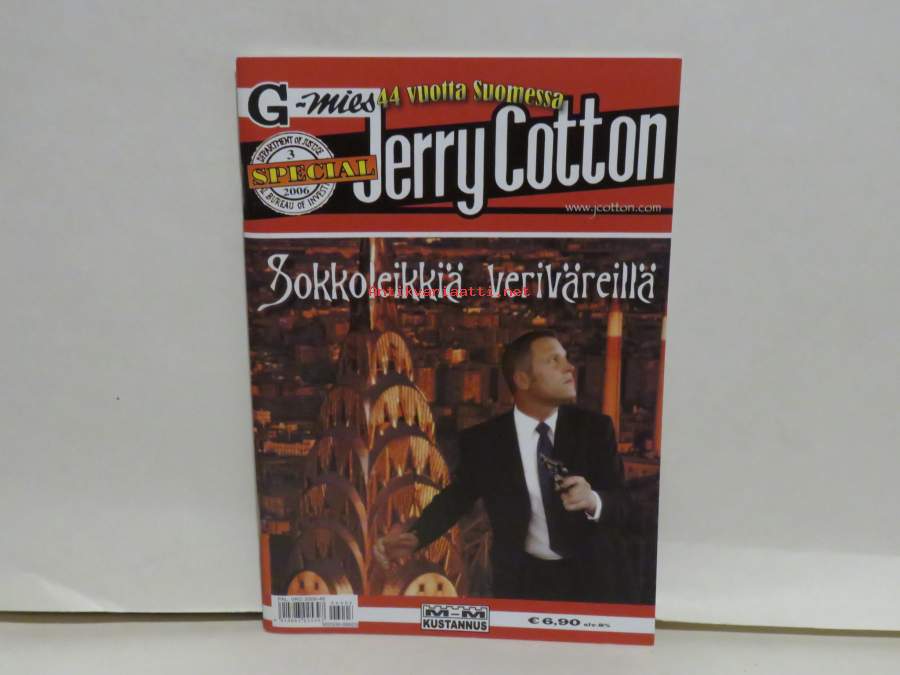 G-mies
44 vuotta Suomessa
Jerry Cotton
DEPARTMENT OF JUSTICE
3
SPECIAL
2006
BUREAU OF INVEST
www.jcotton.com
Sokkoleikkiä veriväreillä
Antikvariaatti.net
M-M
KUSTANNUS
€ 6,90